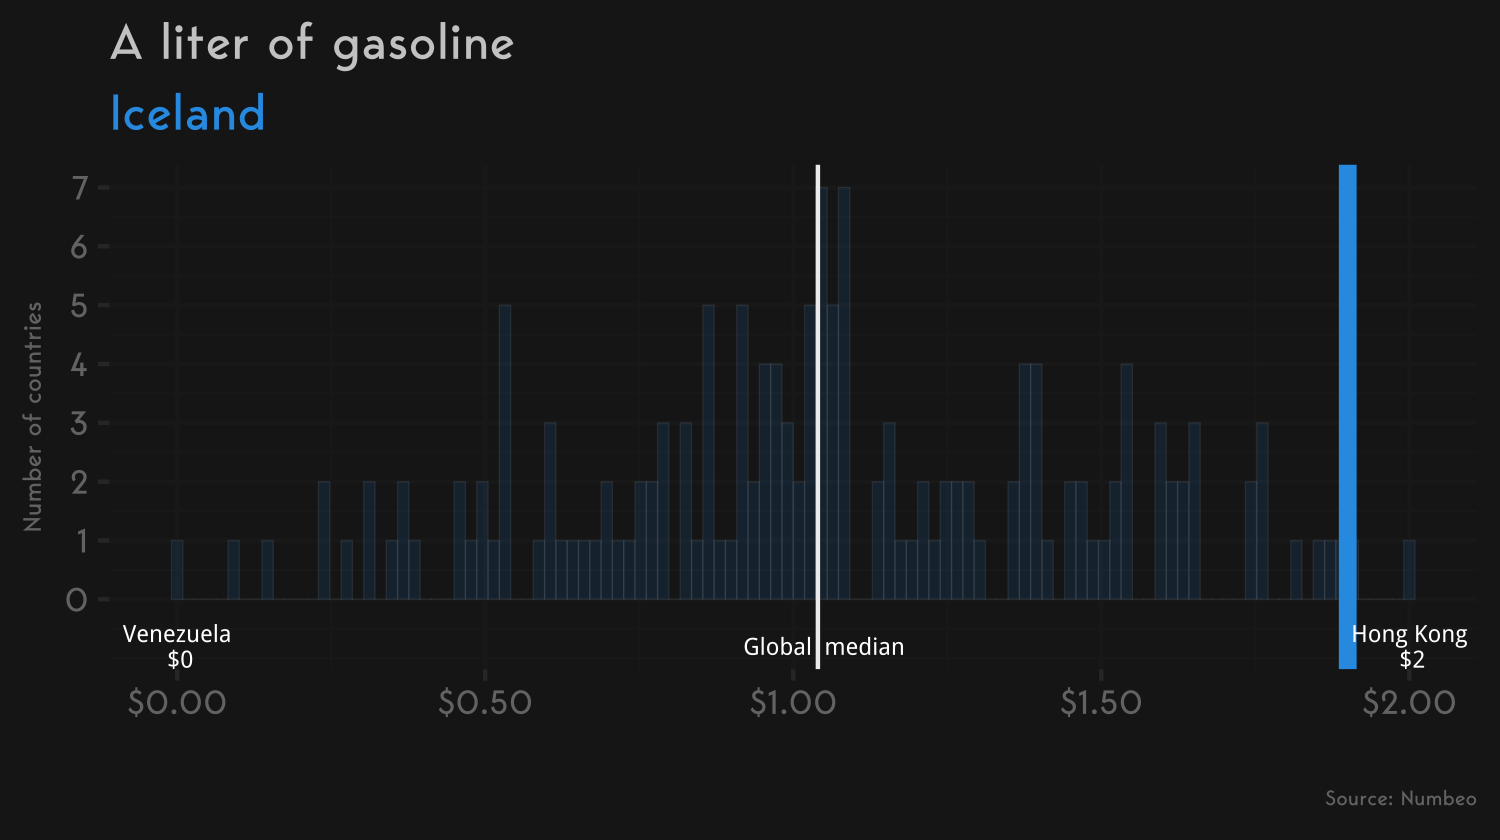 A liter of gasoline
Iceland
Number of countries
7
6
5
4
3
2
1
0
Venezuela
$0
Global median
Hong Kong
$2
$0.00 $0.50 $1.00 $1.50 $2.00
Source: Numbeo